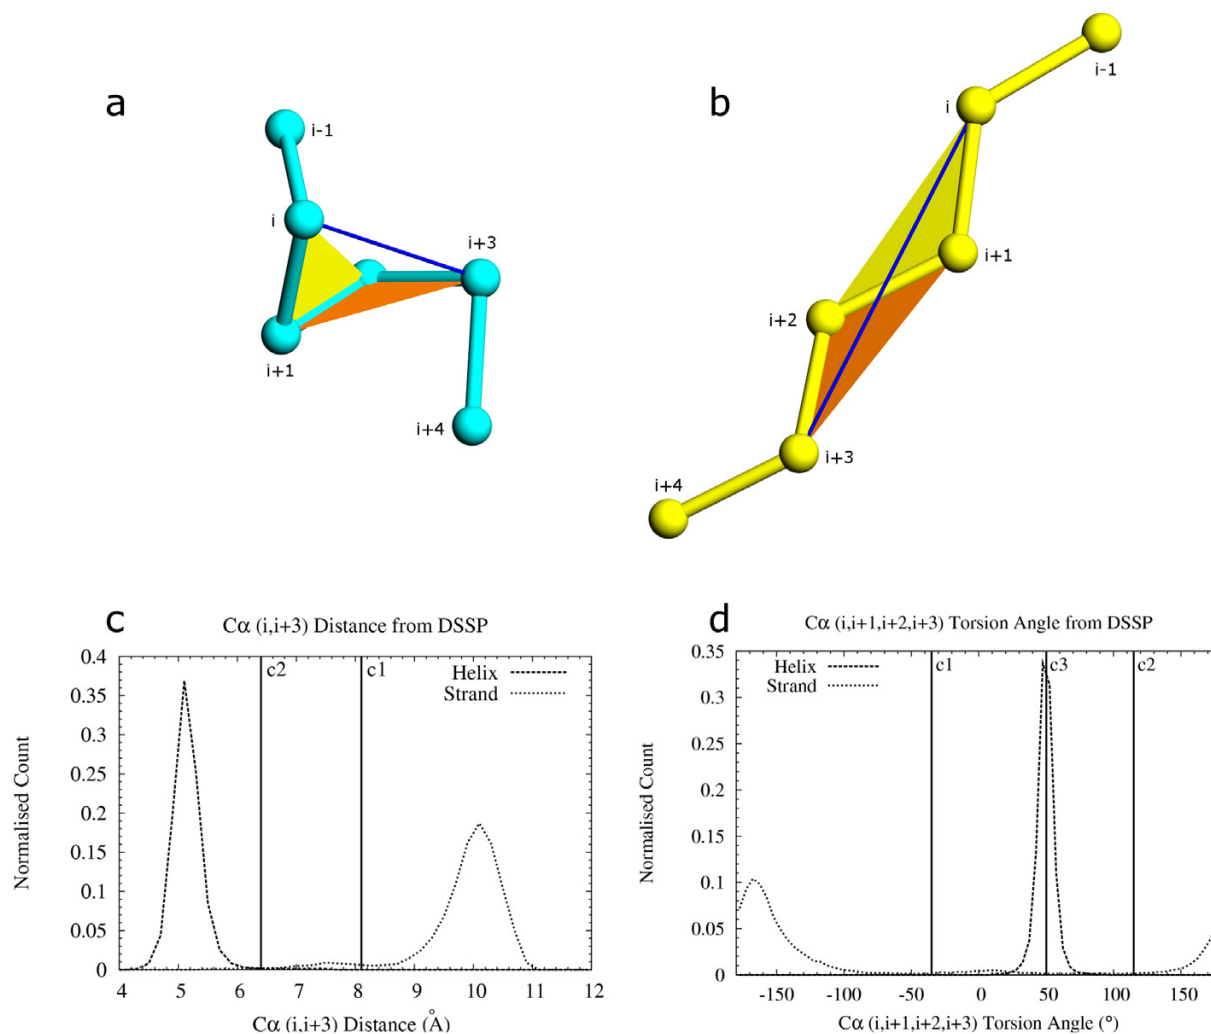 a
i-1
i
i+3
i+1
i+4
b
i-1
i
i+1
i+2
i+3
i+4
c
Cα (i,i+3) Distance from DSSP
0.4
0.35
0.3
0.25
0.2
0.15
0.1
0.05
0
c2
c1
Helix
Strand
Normalised Count
4 5 6 7 8 9 10 11 12
Cα (i,i+3) Distance (Å)
d
Cα (i,i+1,i+2,i+3) Torsion Angle from DSSP
0.35
0.3
0.25
0.2
0.15
0.1
0.05
0
Helix
Strand
c1
c3
c2
Normalised Count
-150 -100 -50 0 50 100 150
Cα (i,i+1,i+2,i+3) Torsion Angle (°)